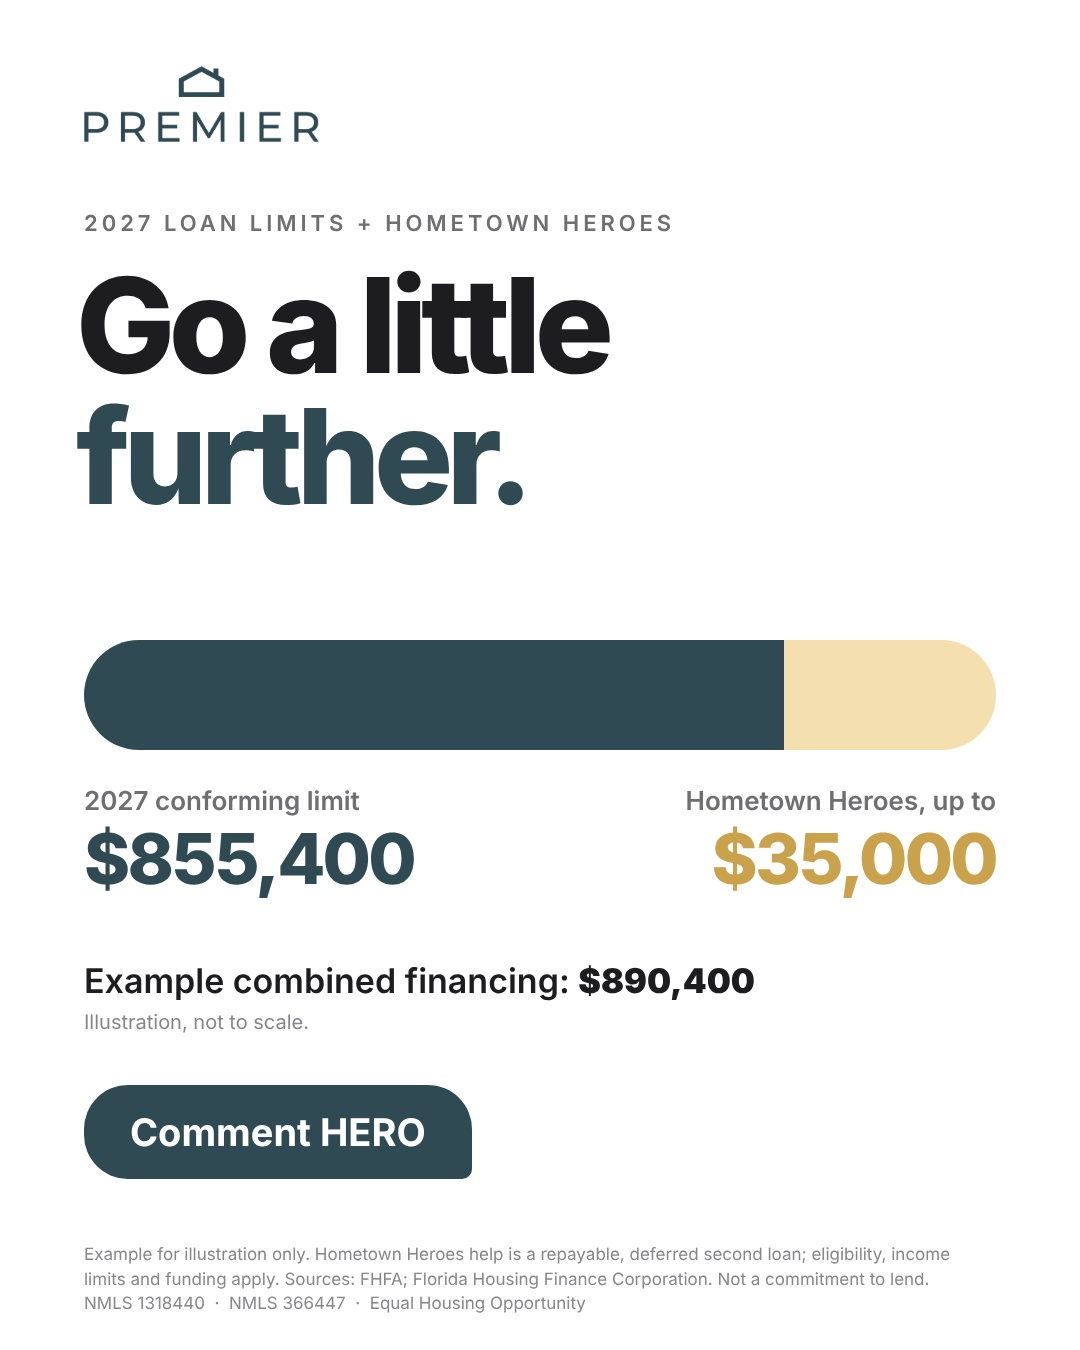 PREMIER
2027 LOAN LIMITS + HOMETOWN HEROES
Go a little
further.
2027 conforming limit
Hometown Heroes, up to
$855,400
$35,000
Example combined financing: $890,400
Illustration, not to scale.
Comment HERO
Example for illustration only. Hometown Heroes help is a repayable, deferred second loan; eligibility, income
limits and funding apply. Sources: FHFA; Florida Housing Finance Corporation. Not a commitment to lend.
NMLS 1318440 · NMLS 366447 · Equal Housing Opportunity